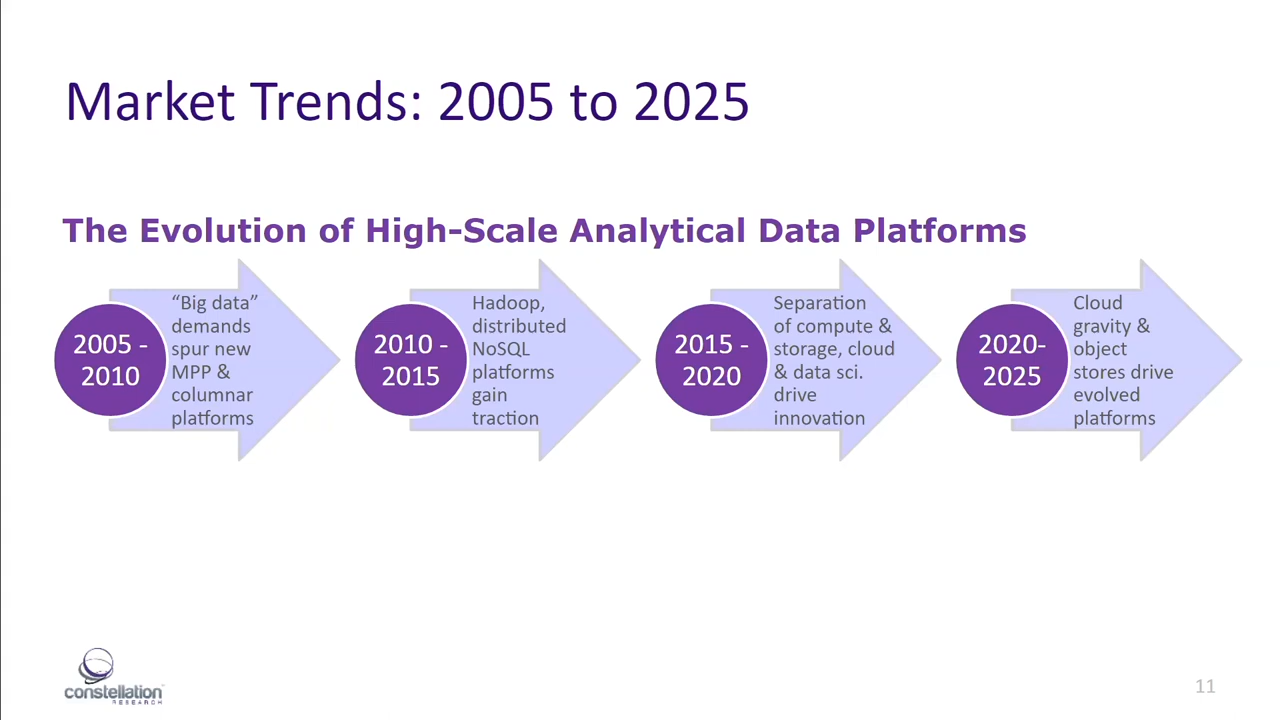 Market Trends: 2005 to 2025
The Evolution of High-Scale Analytical Data Platforms
2005 -
2010
“Big data”
demands
spur new
MPP &
columnar
platforms
2010 -
2015
Hadoop,
distributed
NoSQL
platforms
gain
traction
2015 -
2020
Separation
of compute &
storage, cloud
& data sci.
drive
innovation
2020-
2025
Cloud
gravity &
object
stores drive
evolved
platforms
constellation
RESEARCH
11